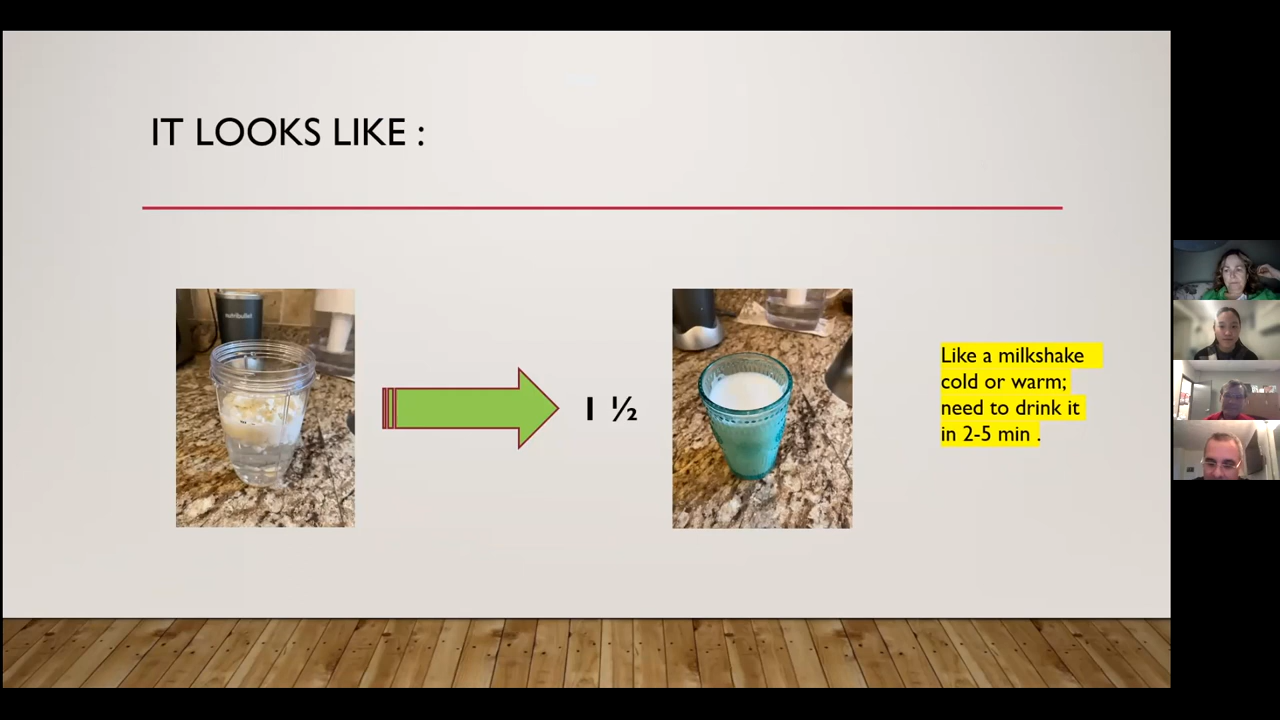 IT LOOKS LIKE :
nutribullet
1 ½
Like a milkshake
cold or warm;
need to drink it
in 2-5 min .